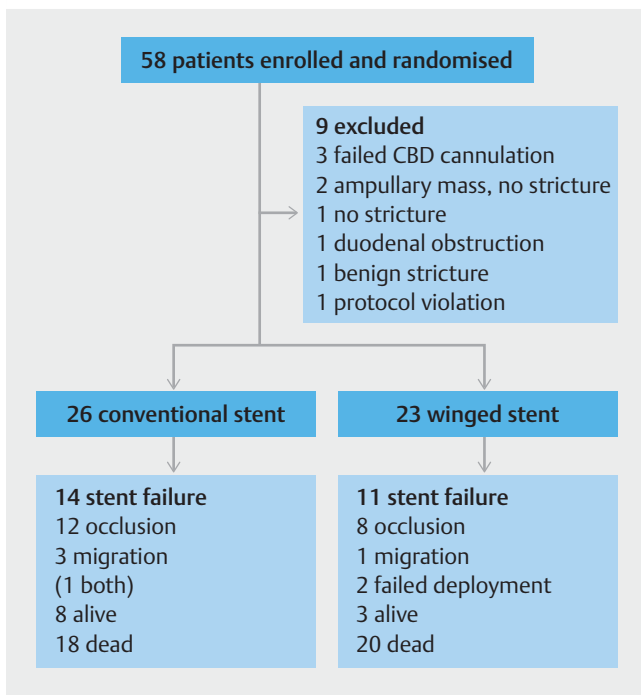 58 patients enrolled and randomised
9 excluded
3 failed CBD cannulation
2 ampullary mass, no stricture
1 no stricture
1 duodenal obstruction
1 benign stricture
1 protocol violation
26 conventional stent
23 winged stent
14 stent failure
12 occlusion
3 migration
(1 both)
8 alive
18 dead
11 stent failure
8 occlusion
1 migration
2 failed deployment
3 alive
20 dead